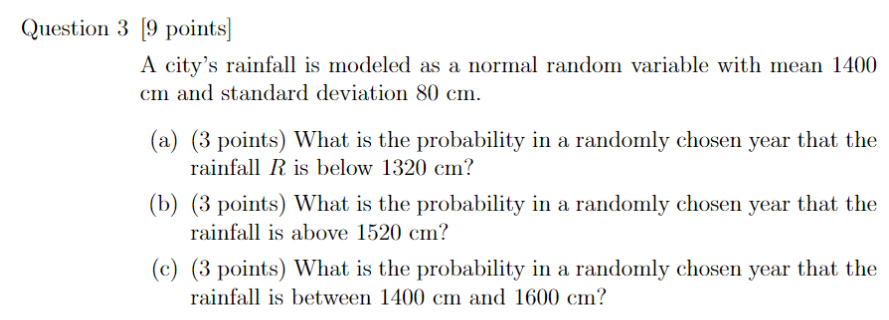 Question 3 [9 points]
A city's rainfall is modeled as a normal random variable with mean 1400
cm and standard deviation 80 cm.
(a) (3 points) What is the probability in a randomly chosen year that the
rainfall R is below 1320 cm?
(b) (3 points) What is the probability in a randomly chosen year that the
rainfall is above 1520 cm?
(c) (3 points) What is the probability in a randomly chosen year that the
rainfall is between 1400 cm and 1600 cm?